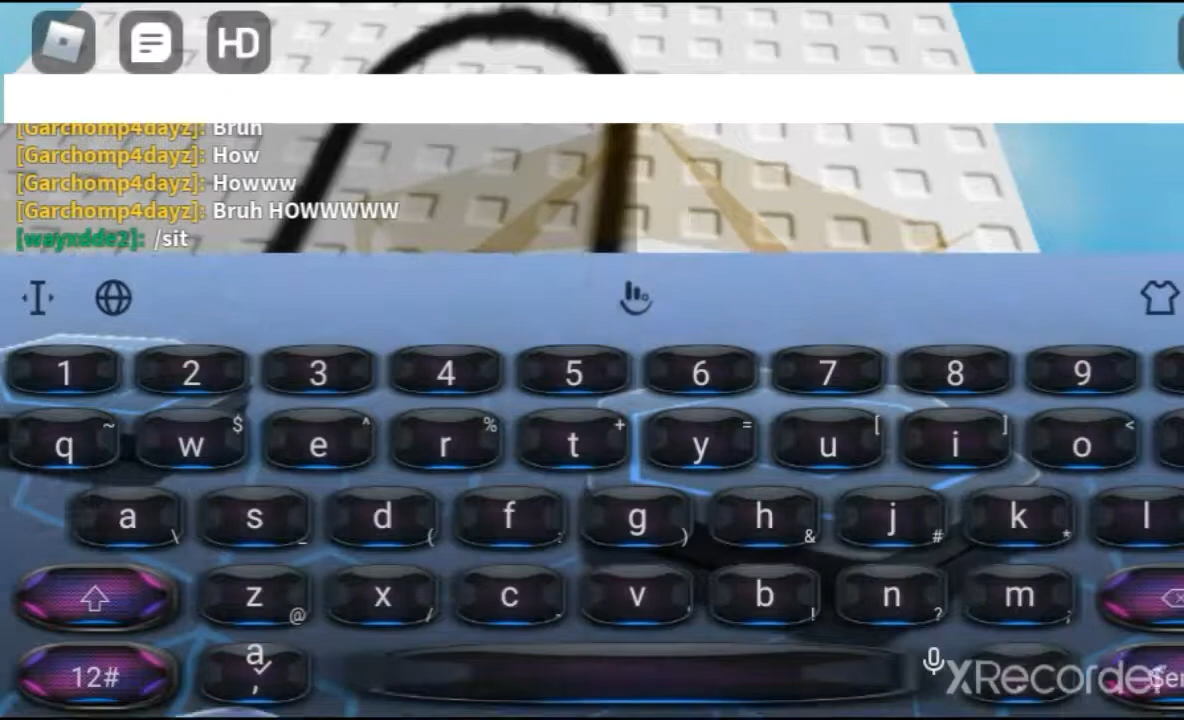 HD
[Garchomp4dayz]: Bruh
[Garchomp4dayz]: How
[Garchomp4dayz]: Howww
[Garchomp4dayz]: Bruh HOWWWWW
[wayxdde2]: /sit
1 2 3 4 5 6 7 8 9
q ~ w $ e ^ r % t + y = u [ i ] o <
a \ s _ d ( f : g ) h & j # k * l
z @ x / c - v ' b ! n ? m ;
12# a , XRecorder